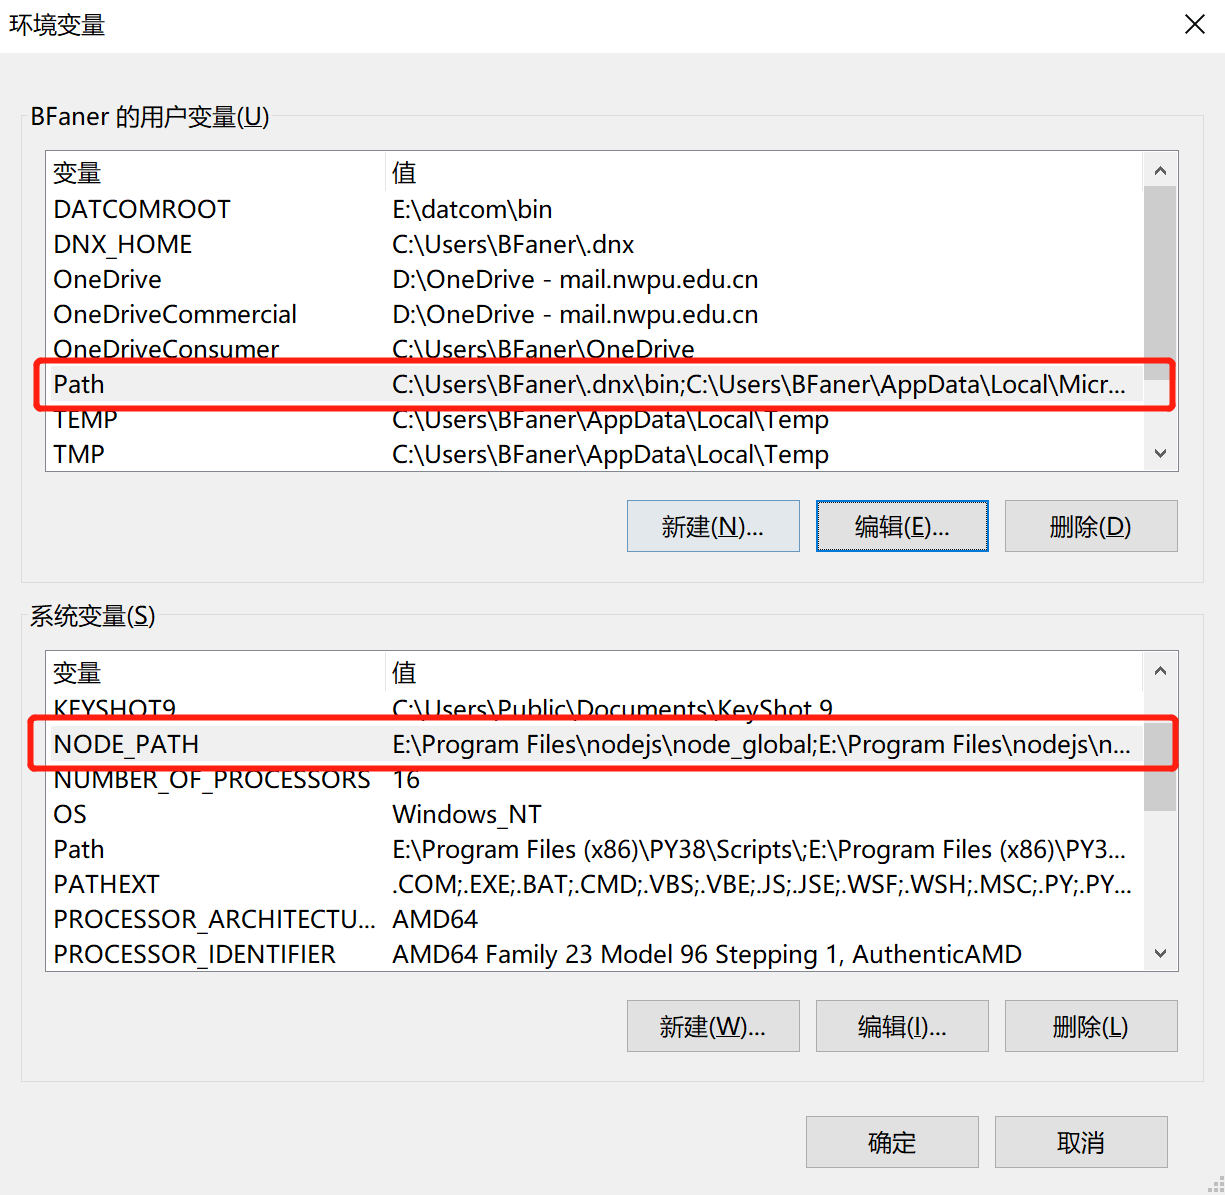 环境变量
BFaner 的用户变量(U)
变量 值
DATCOMROOT E:\datcom\bin
DNX_HOME C:\Users\BFaner\.dnx
OneDrive D:\OneDrive - mail.nwpu.edu.cn
OneDriveCommercial D:\OneDrive - mail.nwpu.edu.cn
OneDriveConsumer C:\Users\BFaner\OneDrive
Path C:\Users\BFaner\.dnx\bin;C:\Users\BFaner\AppData\Local\Micr...
TEMP C:\Users\BFaner\AppData\Local\Temp
TMP C:\Users\BFaner\AppData\Local\Temp
新建(N)... 编辑(E)... 删除(D)
系统变量(S)
变量 值
KEYSHOT9 C:\Users\Public\Documents\KeyShot 9
NODE_PATH E:\Program Files\nodejs\node_global;E:\Program Files\nodejs\n...
NUMBER_OF_PROCESSORS 16
OS Windows_NT
Path E:\Program Files (x86)\PY38\Scripts\;E:\Program Files (x86)\PY3...
PATHEXT .COM;.EXE;.BAT;.CMD;.VBS;.VBE;.JS;.JSE;.WSF;.WSH;.MSC;.PY;.PY...
PROCESSOR_ARCHITECTU... AMD64
PROCESSOR_IDENTIFIER AMD64 Family 23 Model 96 Stepping 1, AuthenticAMD
新建(W)... 编辑(I)... 删除(L)
确定 取消